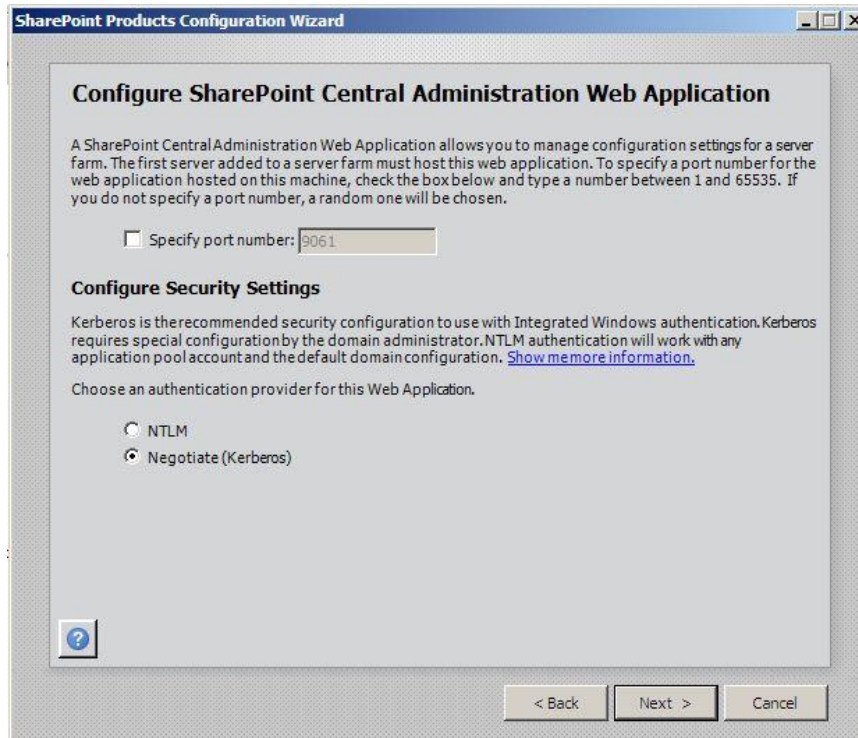 SharePoint Products Configuration Wizard
Configure SharePoint Central Administration Web Application
A SharePoint Central Administration Web Application allows you to manage configuration settings for a server
farm. The first server added to a server farm must host this web application. To specify a port number for the
web application hosted on this machine, check the box below and type a number between 1 and 65535. If
you do not specify a port number, a random one will be chosen.
Specify port number: 9061
Configure Security Settings
Kerberos is the recommended security configuration to use with Integrated Windows authentication. Kerberos
requires special configuration by the domain administrator. NTLM authentication will work with any
application pool account and the default domain configuration. Show me more information.
Choose an authentication provider for this Web Application.
NTLM
Negotiate (Kerberos)
?
< Back Next > Cancel